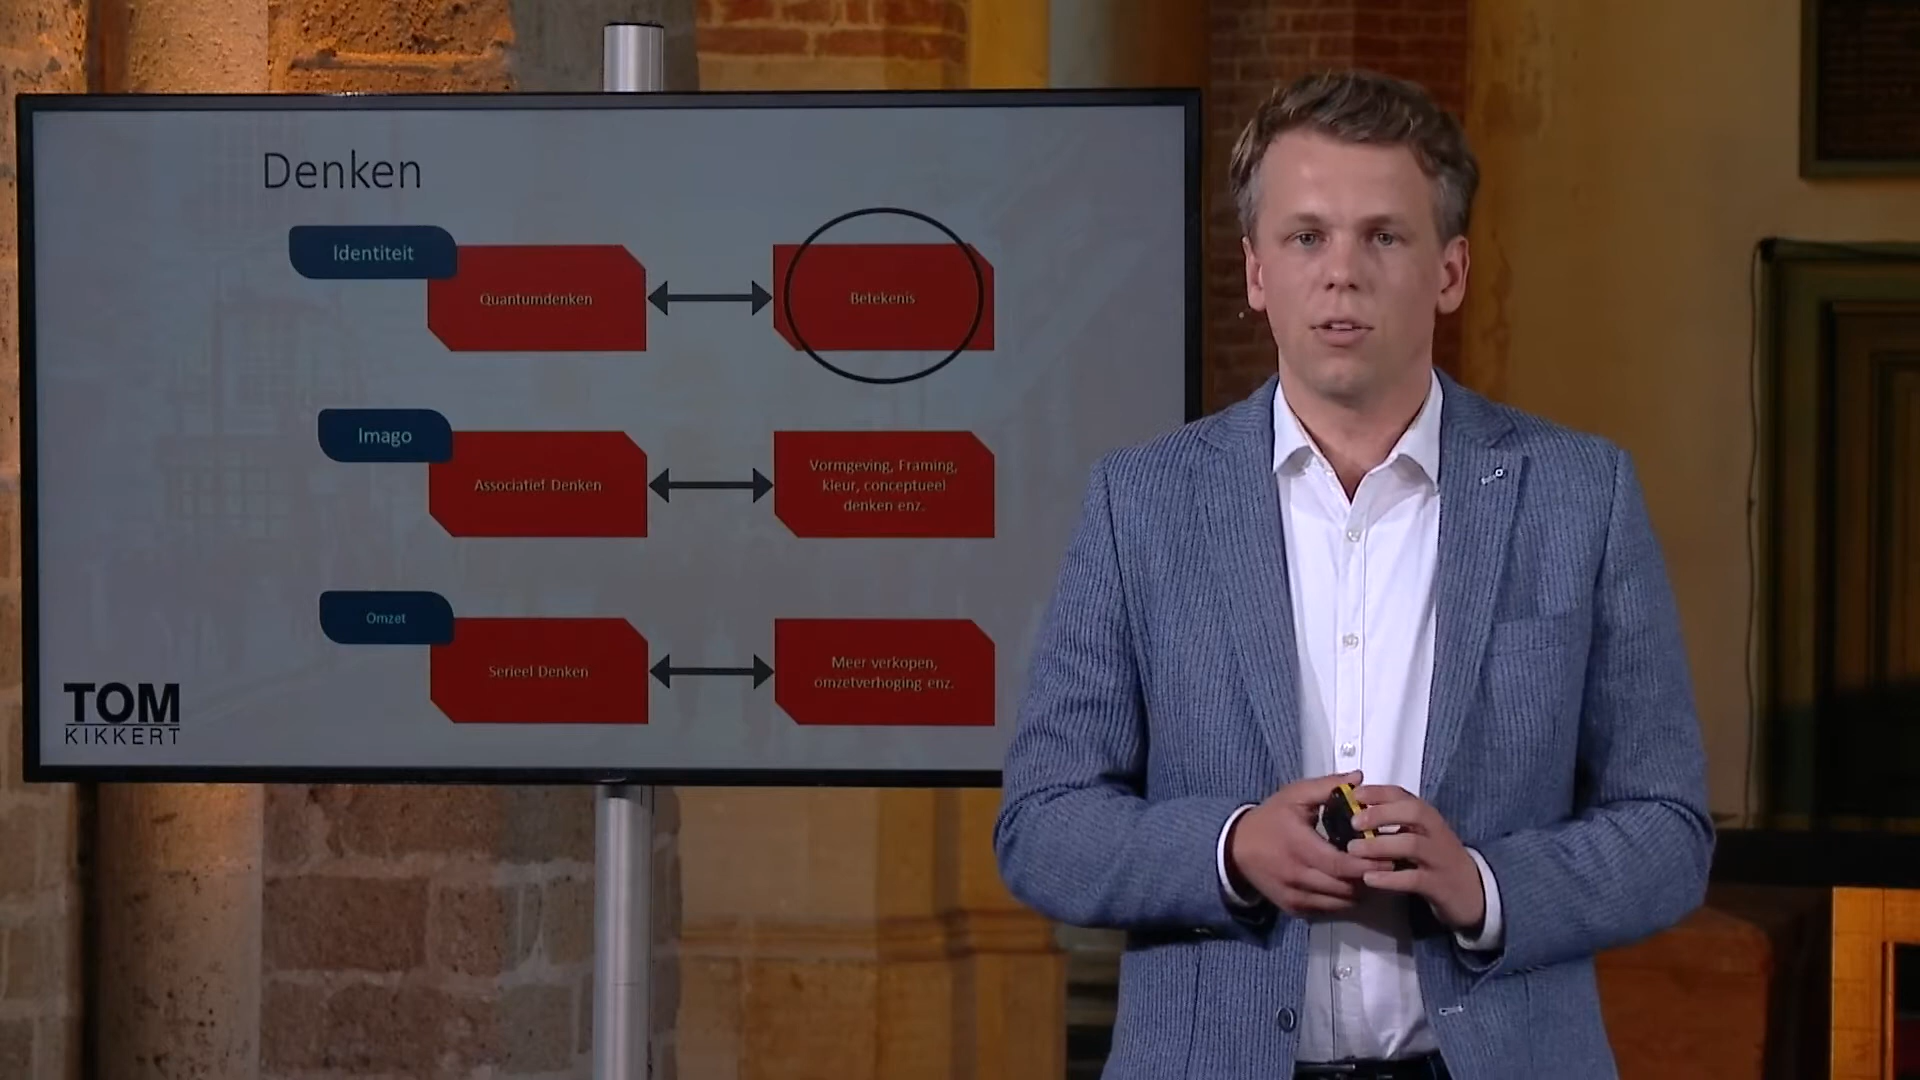 Denken
Identiteit
Quantumdenken
Betekenis
Imago
Associatief Denken
Vormgeving, Framing,
kleur, conceptueel
denken enz.
Omzet
Serieel Denken
Meer verkopen,
omzetverhoging enz.
TOM
KIKKERT